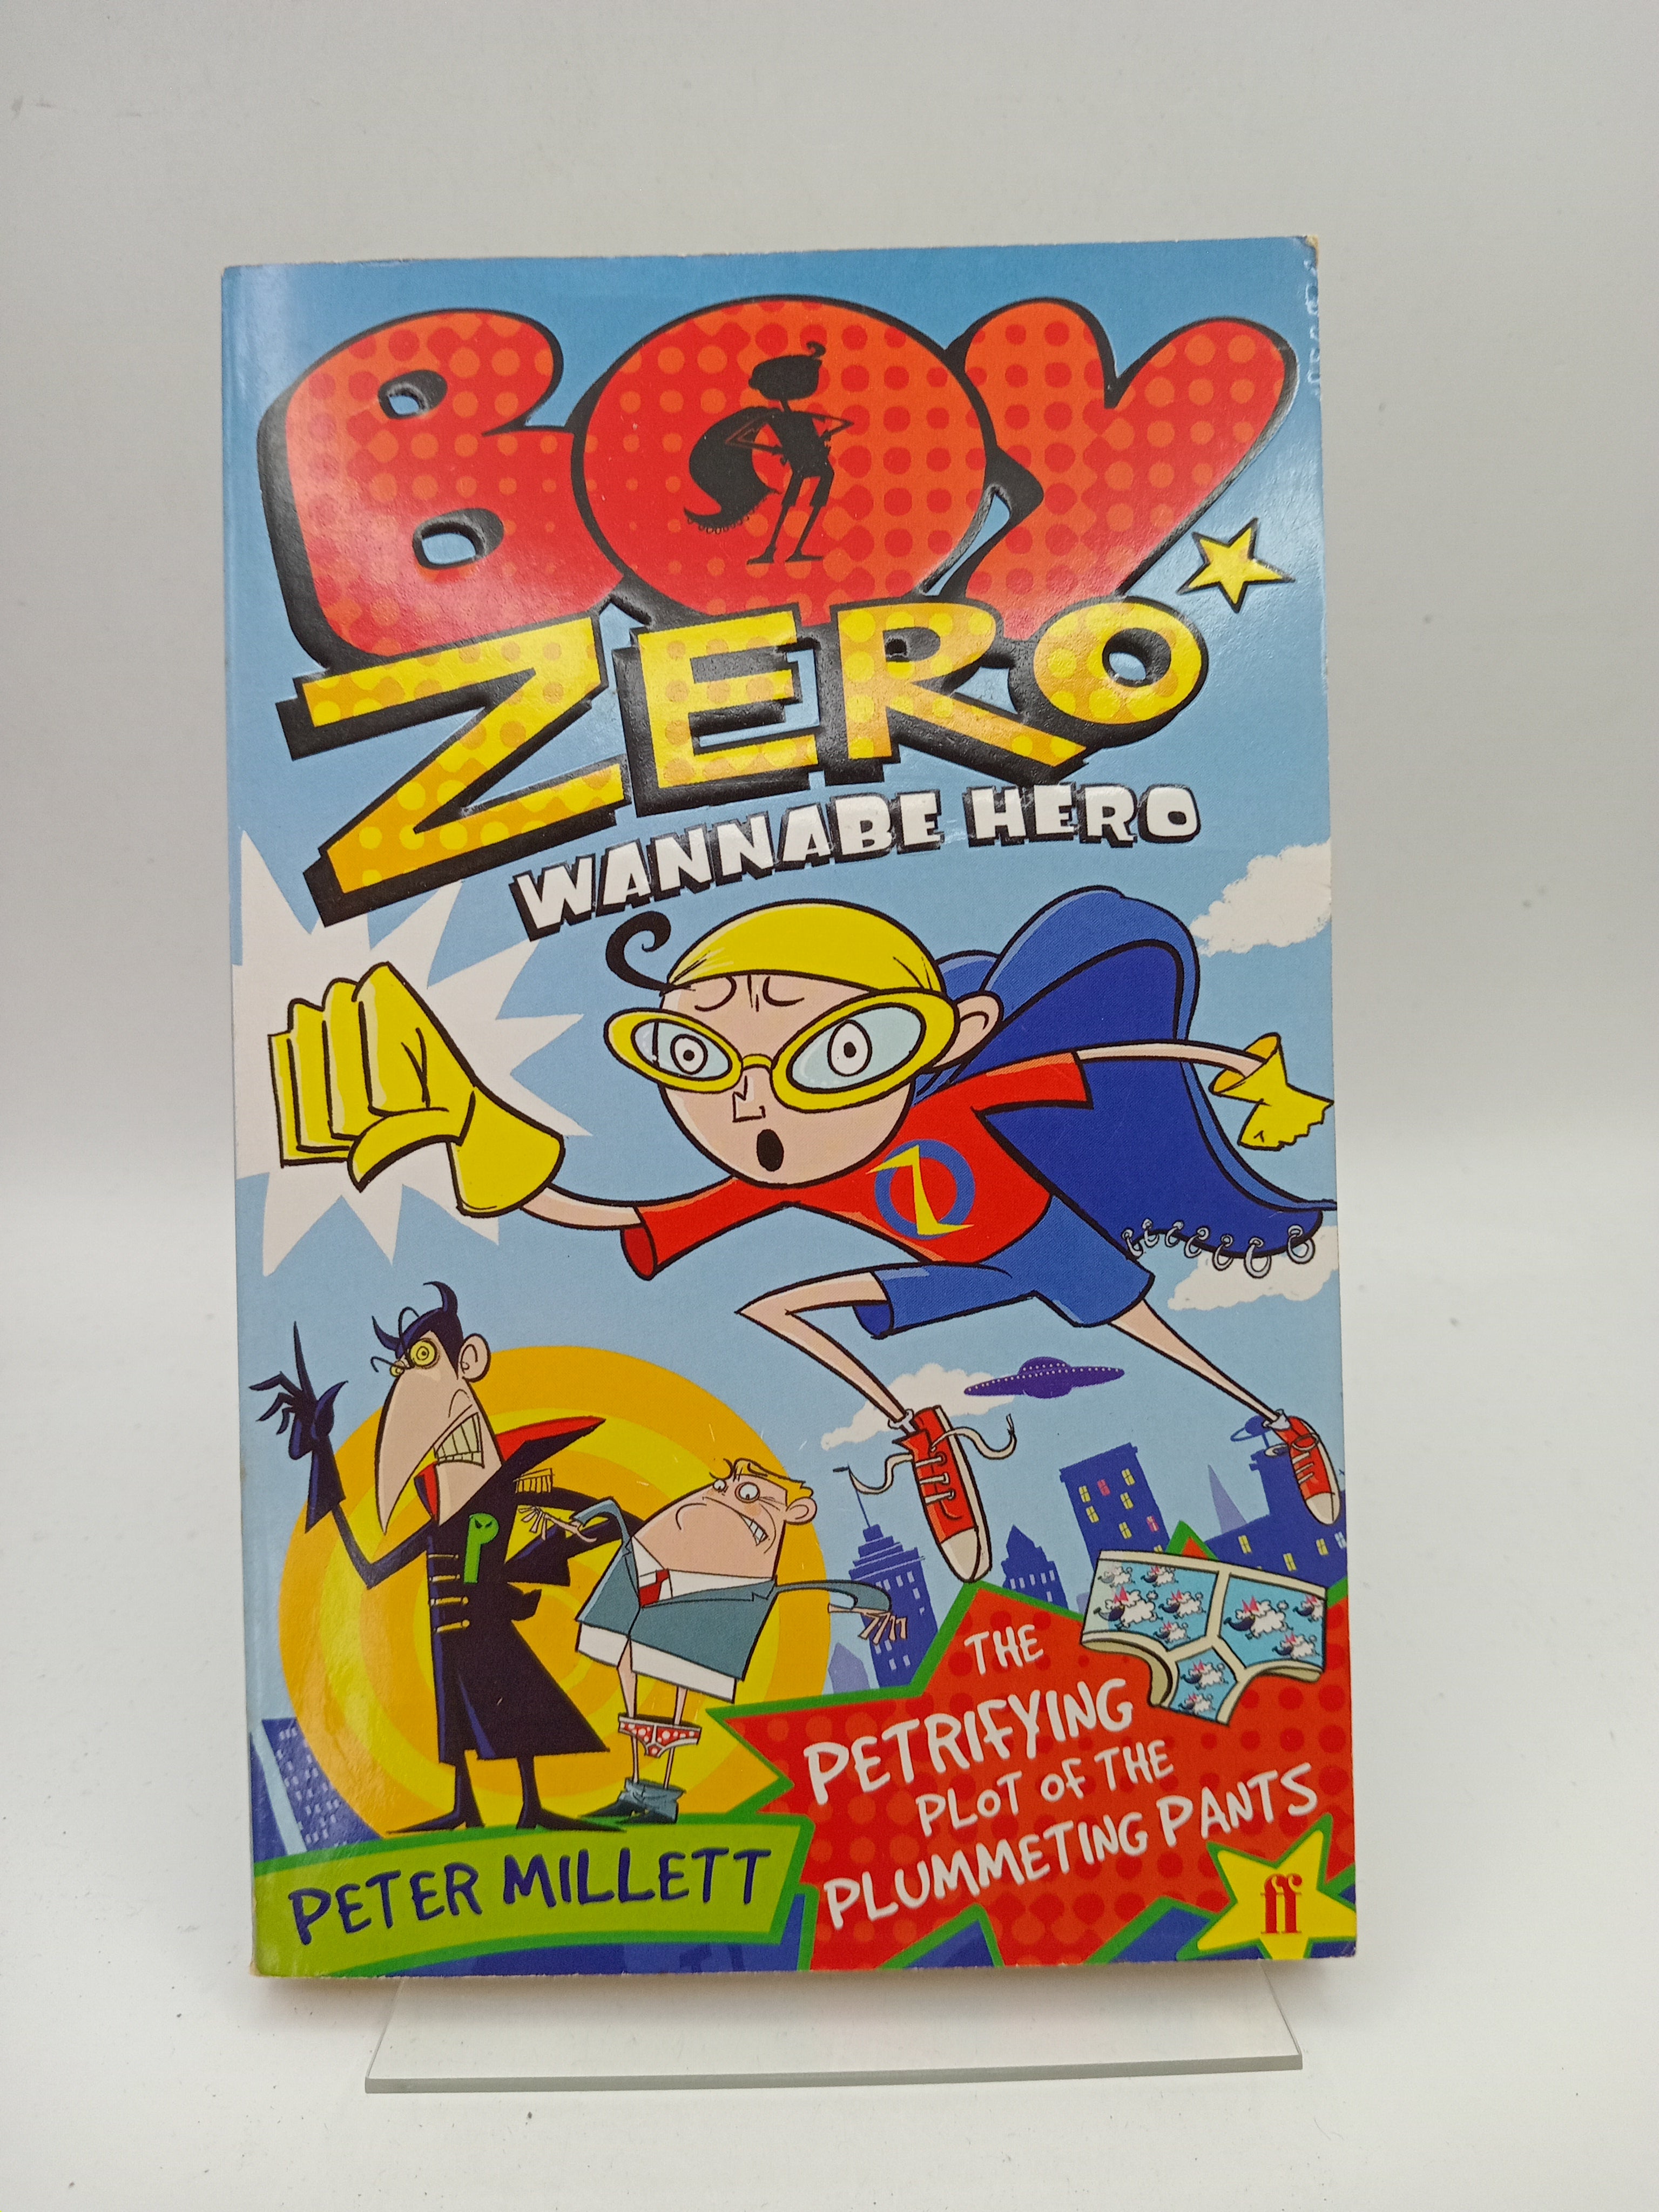 BOY
ZERO
WANNABE HERO
Z
P
THE
PETRIFYING
PLOT OF THE
PLUMMETING PANTS
PETER MILLETT
ff